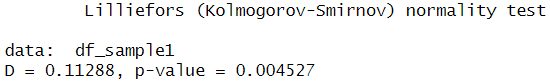 Lilliefors (Kolmogorov-Smirnov) normality test
data:  df_sample1
D = 0.11288, p-value = 0.004527